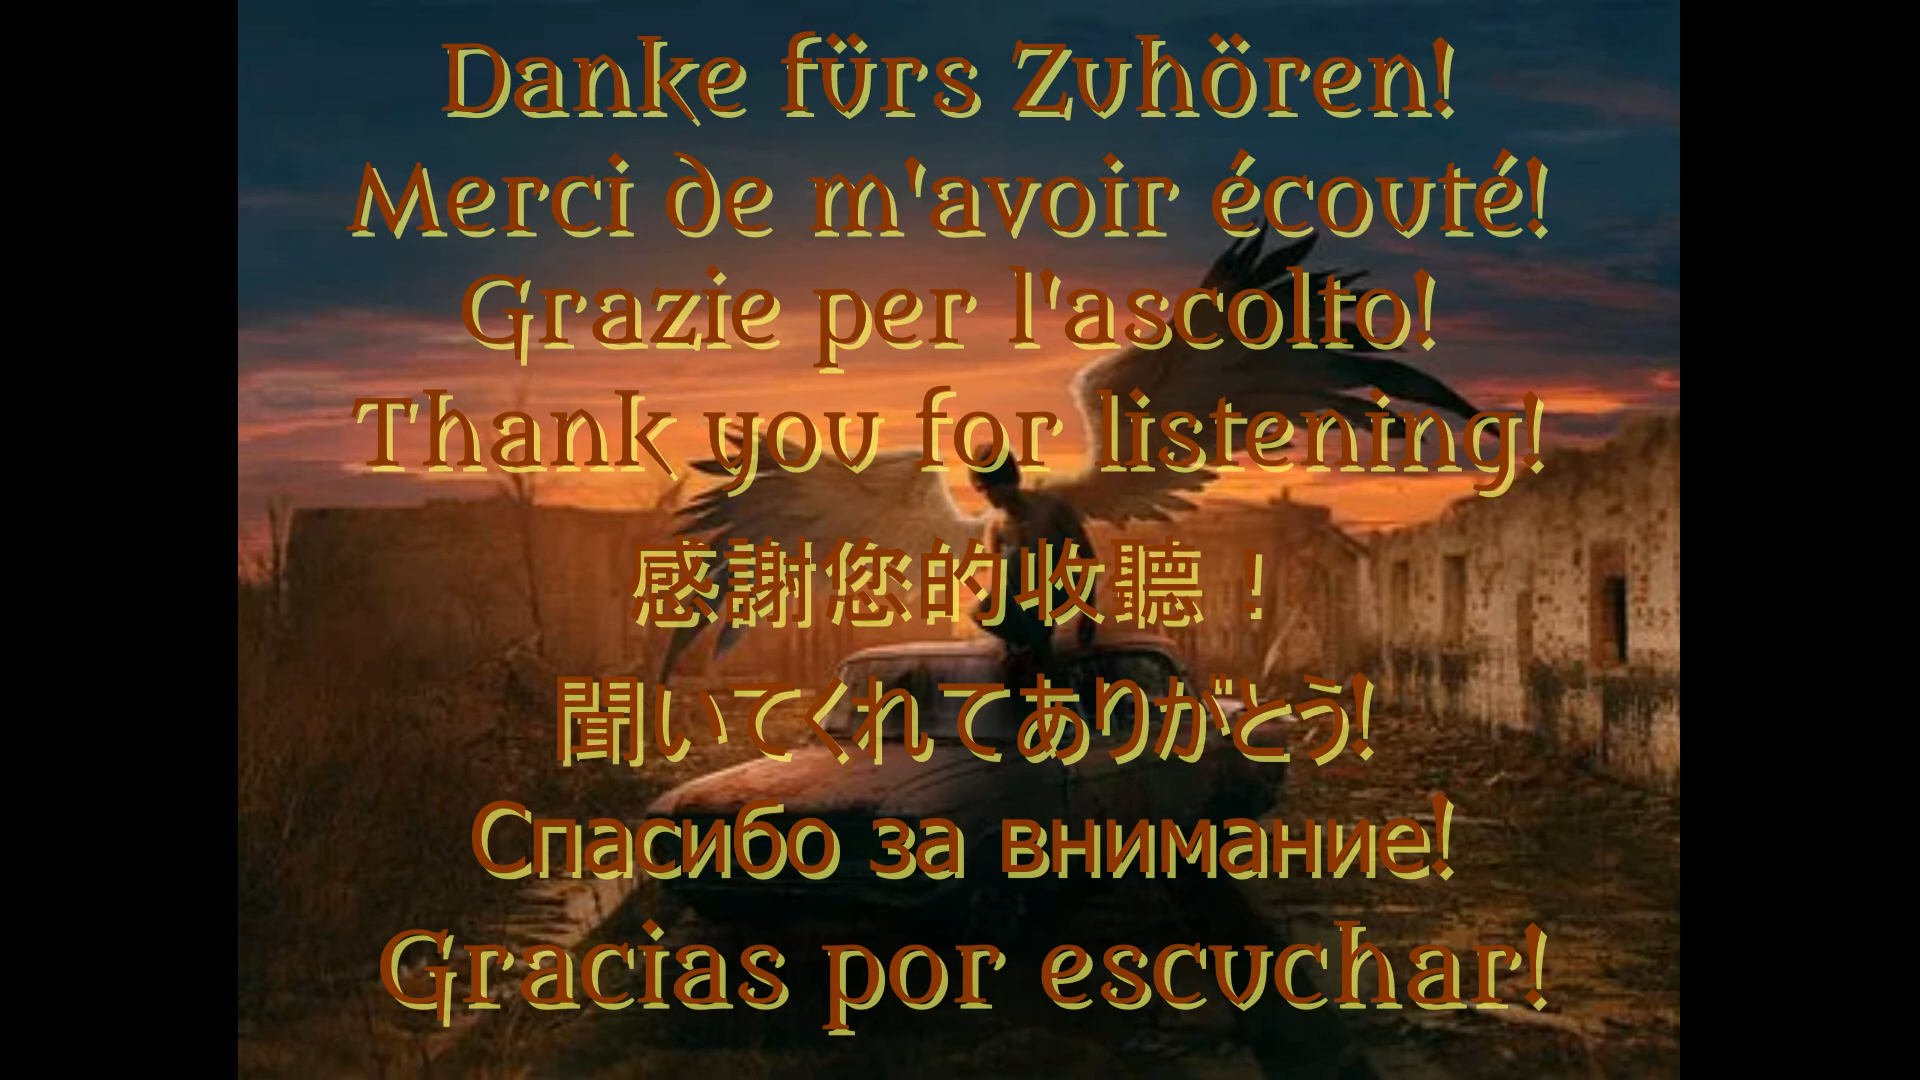 Danke fürs Zuhören!
Merci de m'avoir écouté!
Grazie per l'ascolto!
Thank you for listening!
感謝您的收聽！
聞いてくれてありがとう!
Спасибо за внимание!
Gracias por escuchar!